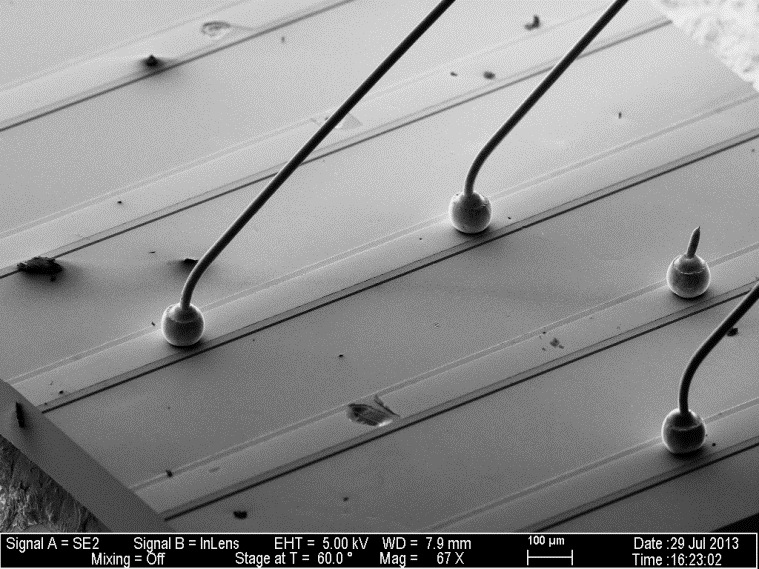 Signal A = SE2 Signal B = InLens EHT = 5.00 kV WD = 7.9 mm 100 µm Date :29 Jul 2013
Mixing = Off Stage at T = 60.0 ° Mag = 67 X Time :16:23:02